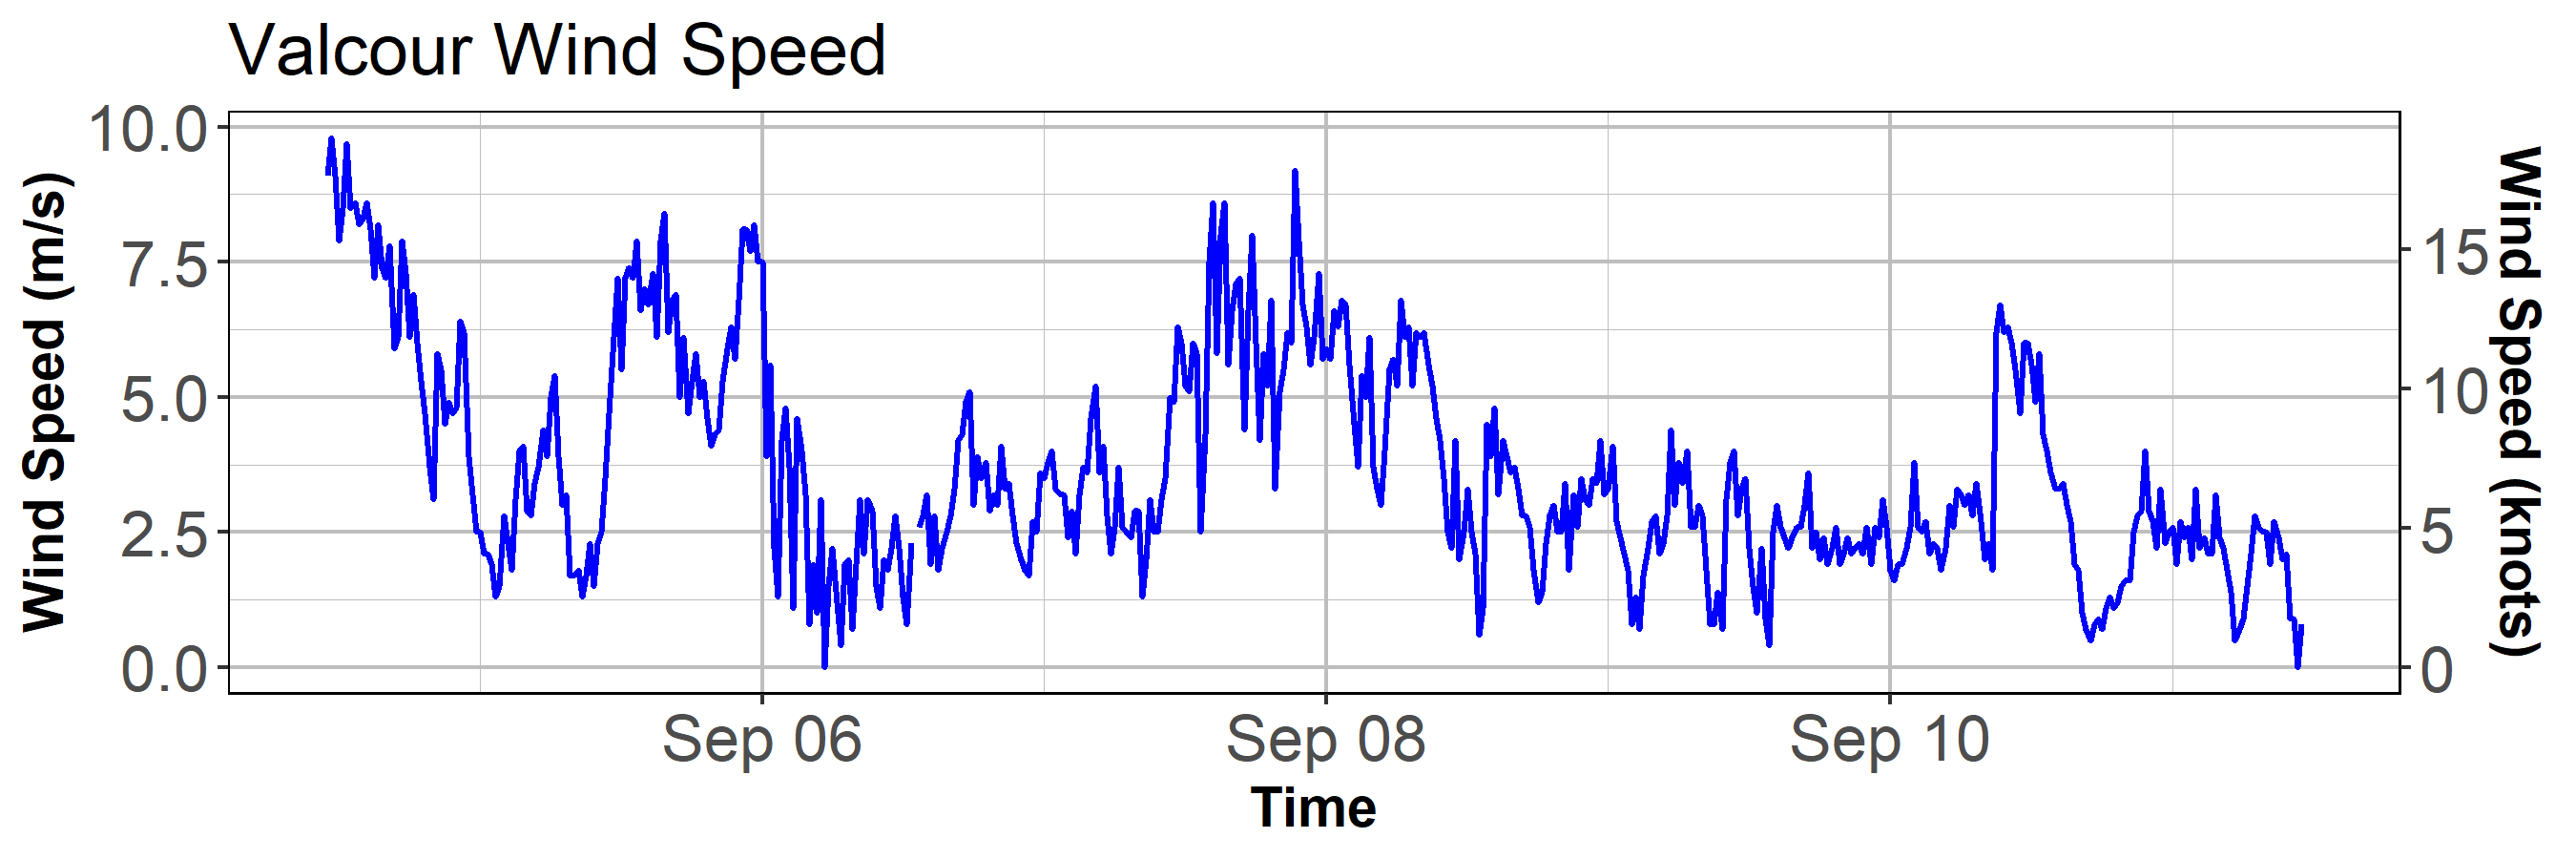 Valcour Wind Speed
Wind Speed (m/s)
10.0
7.5
5.0
2.5
0.0
15
10
5
0
Wind Speed (knots)
Sep 06
Sep 08
Sep 10
Time